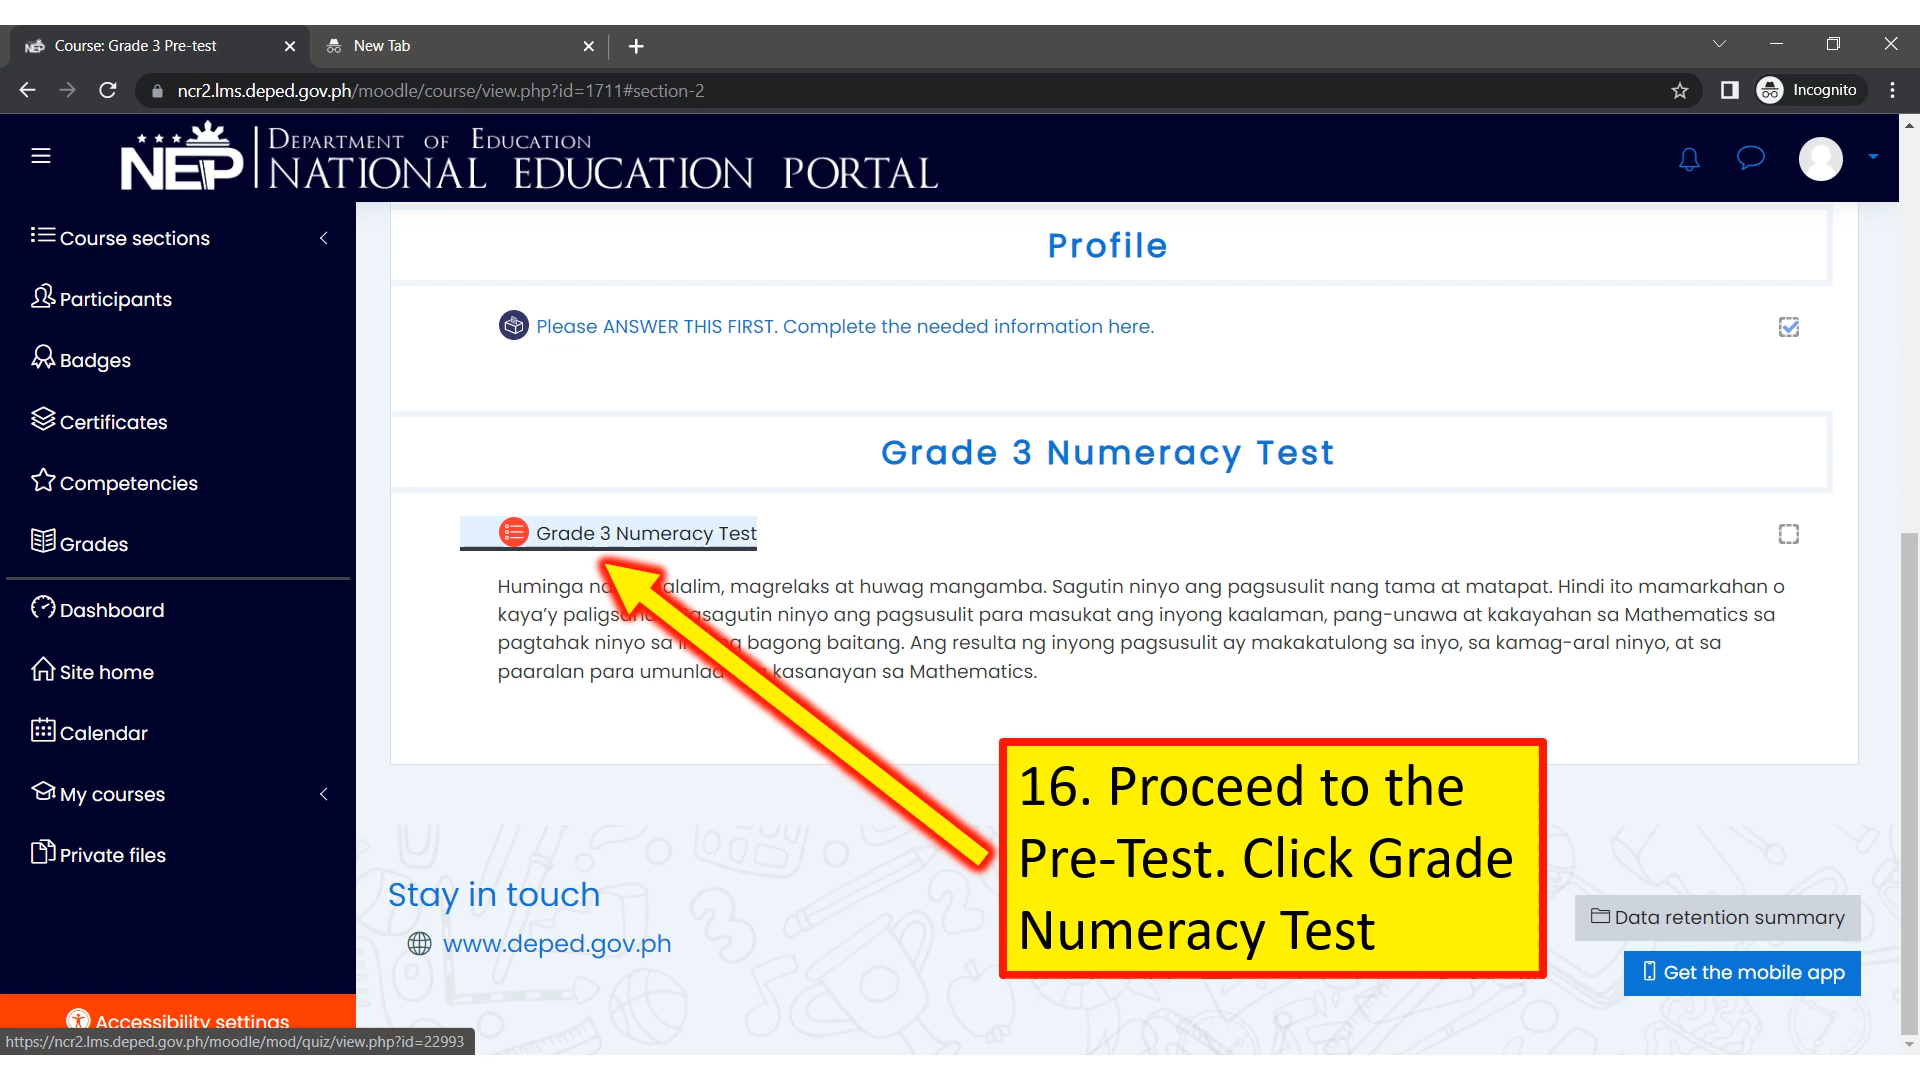 Course: Grade 3 Pre-test
New Tab
ncr2.lms.deped.gov.ph/moodle/course/view.php?id=1711#section-2
Incognito
NEP
DEPARTMENT OF EDUCATION
NATIONAL EDUCATION PORTAL
Course sections
Participants
Badges
Certificates
Competencies
Grades
Dashboard
Site home
Calendar
My courses
Private files
Accessibility settings
Profile
Please ANSWER THIS FIRST. Complete the needed information here.
Grade 3 Numeracy Test
Grade 3 Numeracy Test
Huminga magrelaks at huwag mangamba. Sagutin ninyo ang pagsusulit nang tama at matapat. Hindi ito mamarkahan o
kaya'y ninyo ang pagsusulit para masukat ang inyong kaalaman, pang-unawa at kakayahan sa Mathematics sa
pagtahak ninyo sa bagong baitang. Ang resulta ng inyong pagsusulit ay makakatulong sa inyo, sa kamag-aral ninyo, at sa
paaralan para kasanayan sa Mathematics.
16. Proceed to the
Pre-Test. Click Grade
Numeracy Test
Stay in touch
www.deped.gov.ph
Data retention summary
Get the mobile app
https://ncr2.lms.deped.gov.ph/moodle/mod/quiz/view.php?id=22993